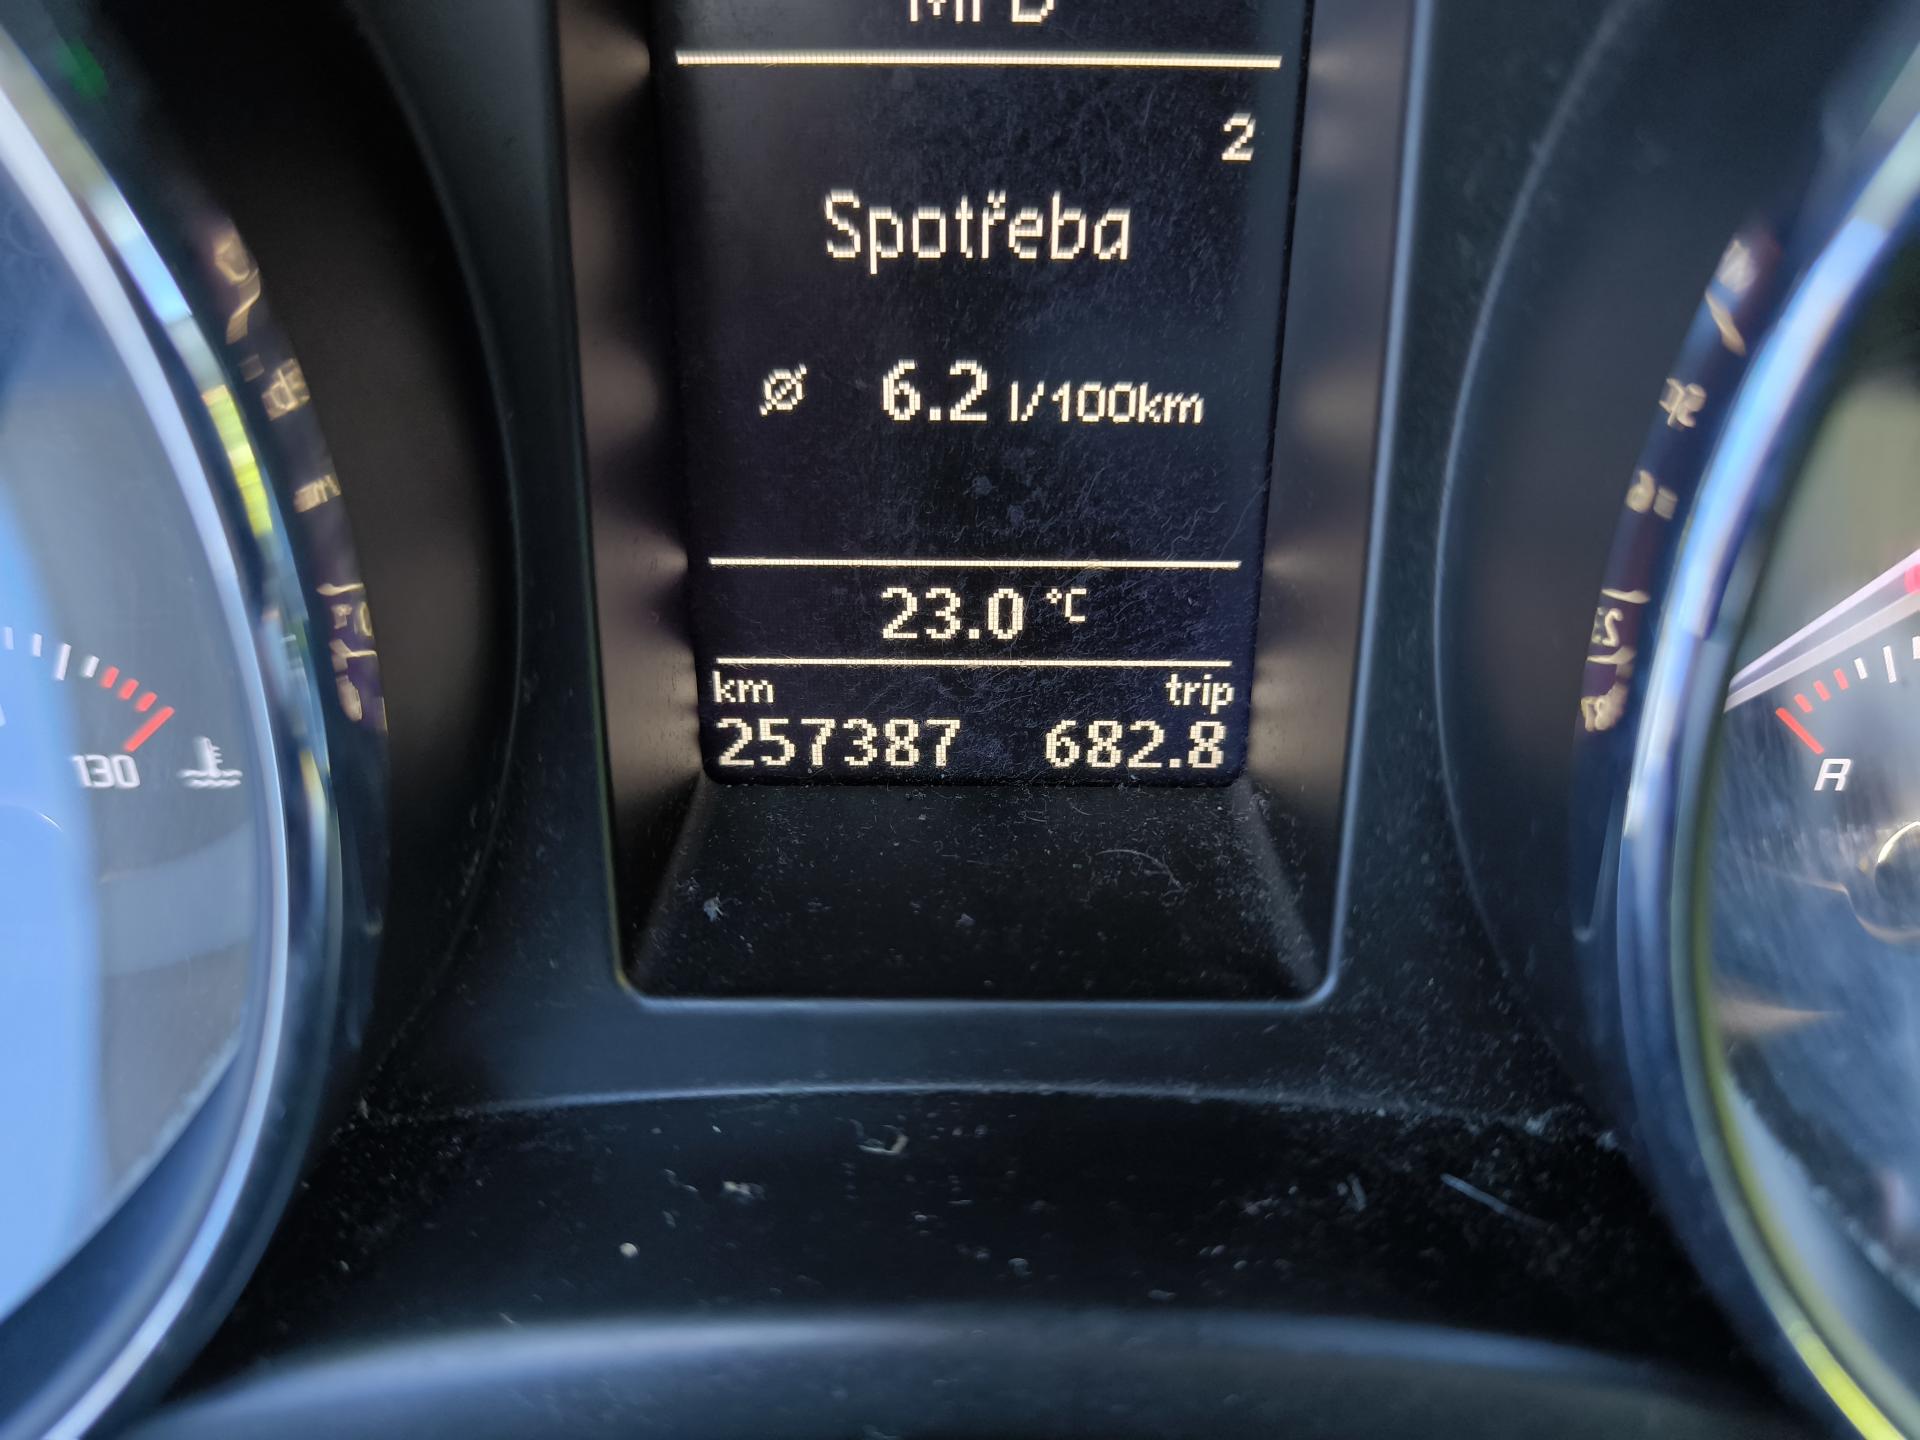 2
Spotřeba
Ø 6.2 l/100km
23.0 °C
km trip
257387 682.8
130
R